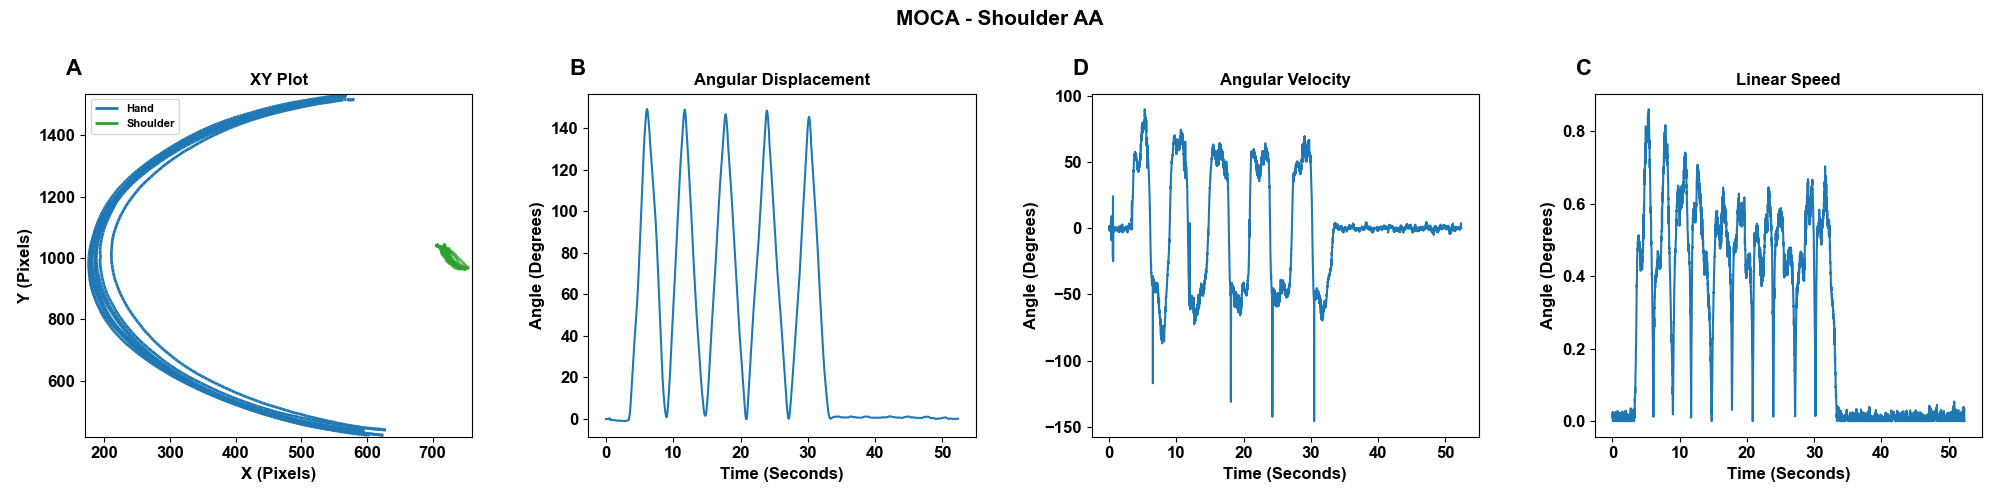 MOCA - Shoulder AA
A
XY Plot
Hand
Shoulder
1400
1200
1000
800
600
Y (Pixels)
200 300 400 500 600 700
X (Pixels)
B
Angular Displacement
140
120
100
80
60
40
20
0
Angle (Degrees)
0 10 20 30 40 50
Time (Seconds)
D
Angular Velocity
100
50
0
−50
−100
−150
Angle (Degrees)
0 10 20 30 40 50
Time (Seconds)
C
Linear Speed
0.8
0.6
0.4
0.2
0.0
Angle (Degrees)
0 10 20 30 40 50
Time (Seconds)